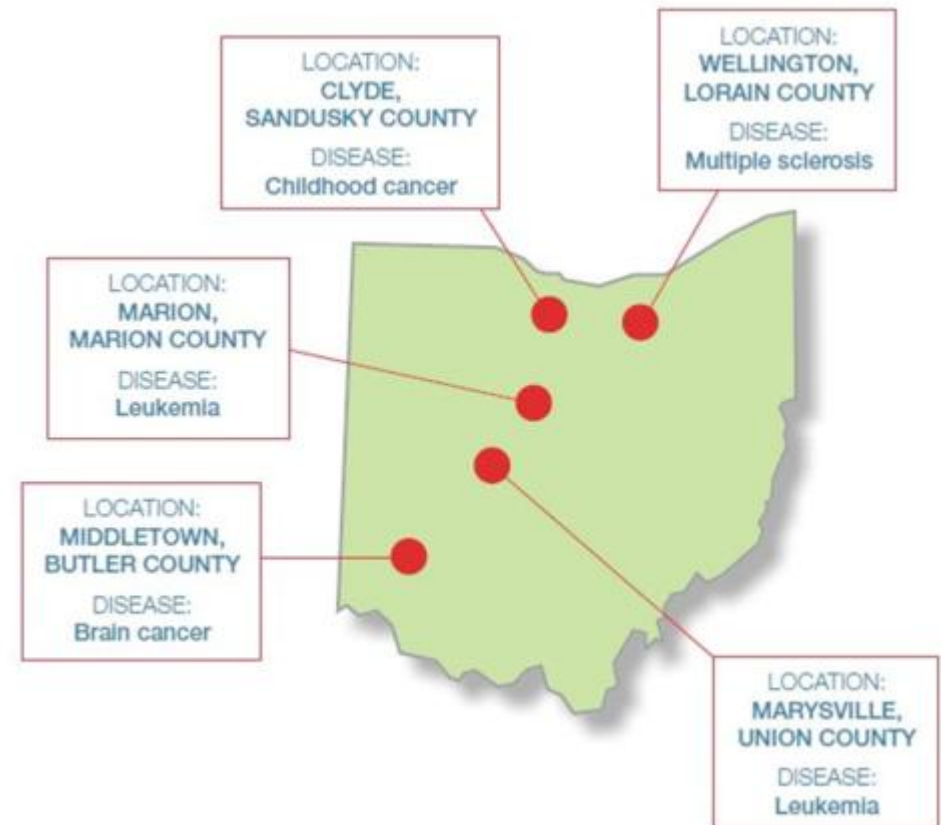 LOCATION:
CLYDE,
SANDUSKY COUNTY
DISEASE:
Childhood cancer
LOCATION:
WELLINGTON,
LORAIN COUNTY
DISEASE:
Multiple sclerosis
LOCATION:
MARION,
MARION COUNTY
DISEASE:
Leukemia
LOCATION:
MIDDLETOWN,
BUTLER COUNTY
DISEASE:
Brain cancer
LOCATION:
MARYSVILLE,
UNION COUNTY
DISEASE:
Leukemia